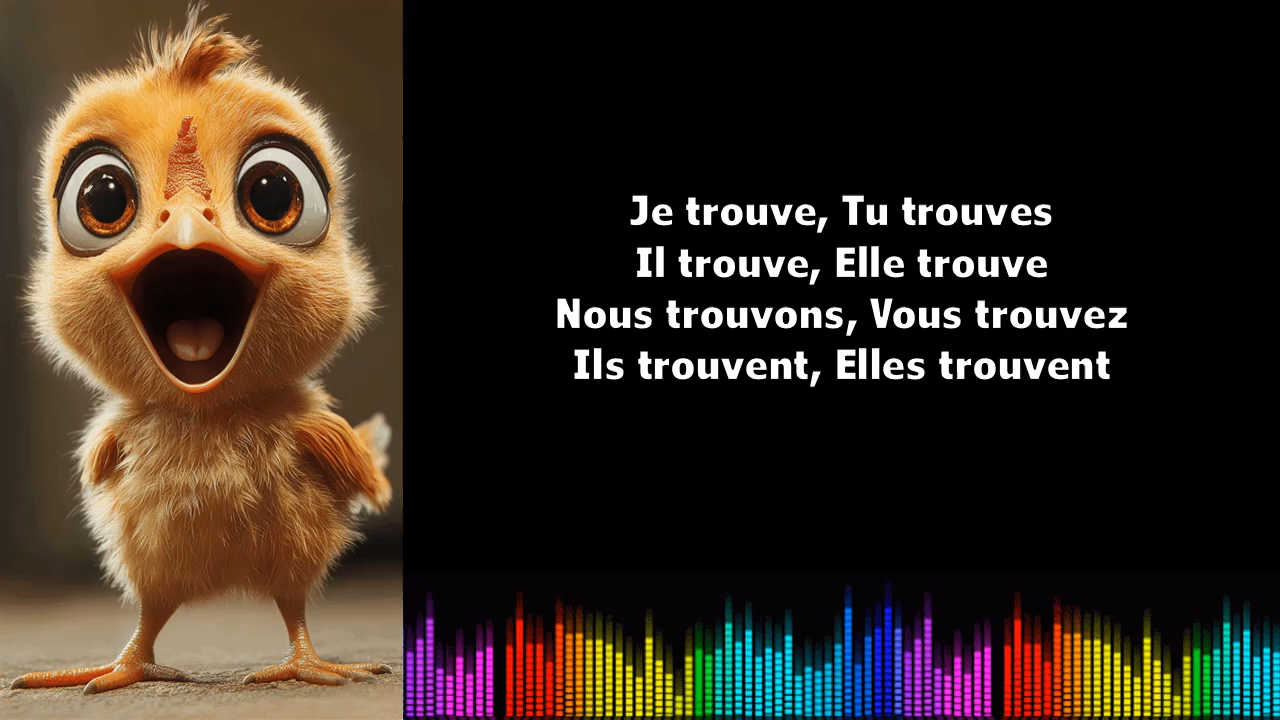 Je trouve, Tu trouves
Il trouve, Elle trouve
Nous trouvons, Vous trouvez
Ils trouvent, Elles trouvent